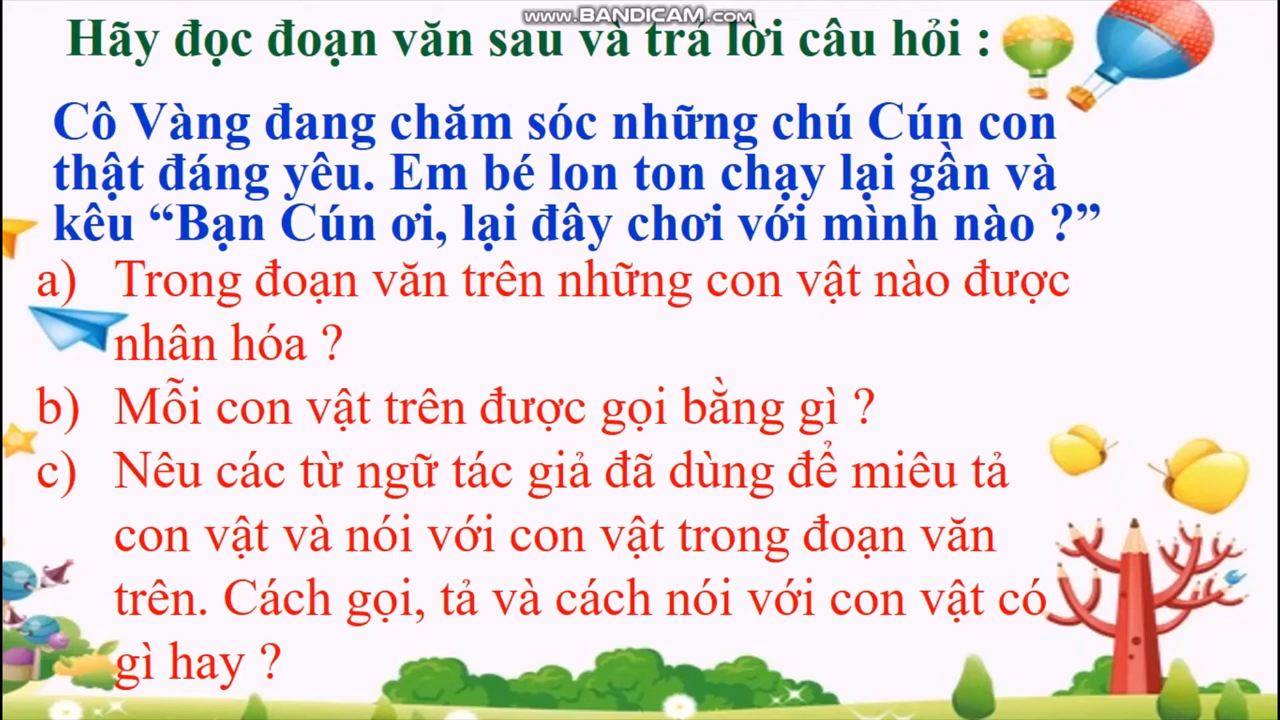 www.BANDICAM.com
Hãy đọc đoạn văn sau và trả lời câu hỏi :
Cô Vàng đang chăm sóc những chú Cún con
thật đáng yêu. Em bé lon ton chạy lại gần và
kêu “Bạn Cún ơi, lại đây chơi với mình nào ?”
a) Trong đoạn văn trên những con vật nào được
nhân hóa ?
b) Mỗi con vật trên được gọi bằng gì ?
c) Nêu các từ ngữ tác giả đã dùng để miêu tả
con vật và nói với con vật trong đoạn văn
trên. Cách gọi, tả và cách nói với con vật có
gì hay ?